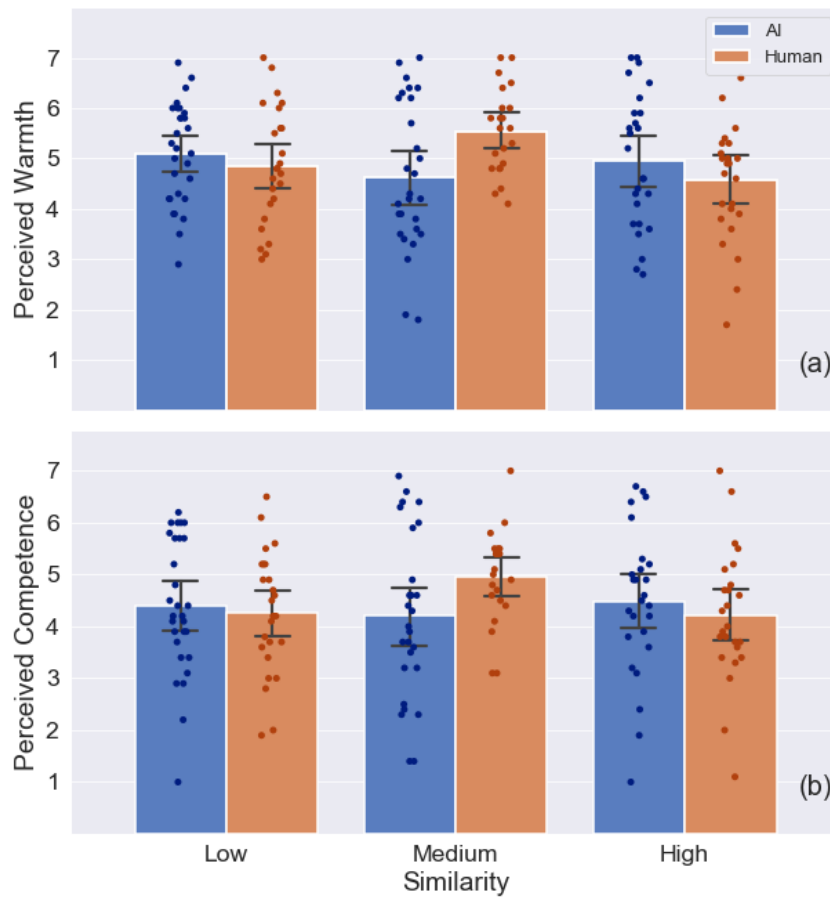 AI
Human
Perceived Warmth
7
6
5
4
3
2
1
(a)
Perceived Competence
7
6
5
4
3
2
1
(b)
Low Medium High
Similarity